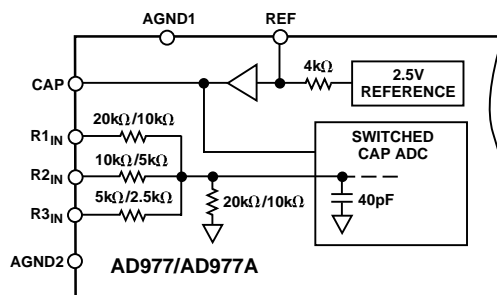 AGND1
REF
CAP
4kΩ
2.5V
REFERENCE
R1IN
20kΩ/10kΩ
SWITCHED
CAP ADC
R2IN
10kΩ/5kΩ
R3IN
5kΩ/2.5kΩ
20kΩ/10kΩ
40pF
AGND2
AD977/AD977A